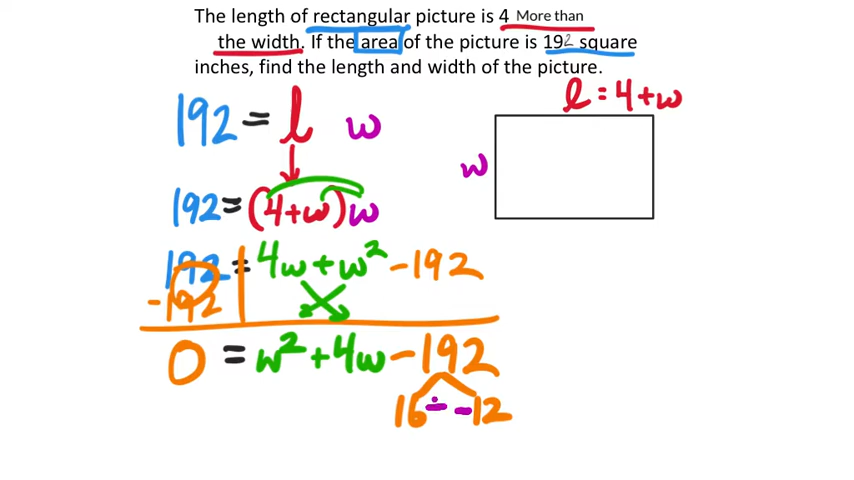 The length of rectangular picture is 4 More than
the width. If the area of the picture is 192 square
inches, find the length and width of the picture.
l = 4+w
192 = l w
w
192 = (4+w)w
192 = 4w+w² -192
-192
0 = w²+4w-192
16 ÷ -12